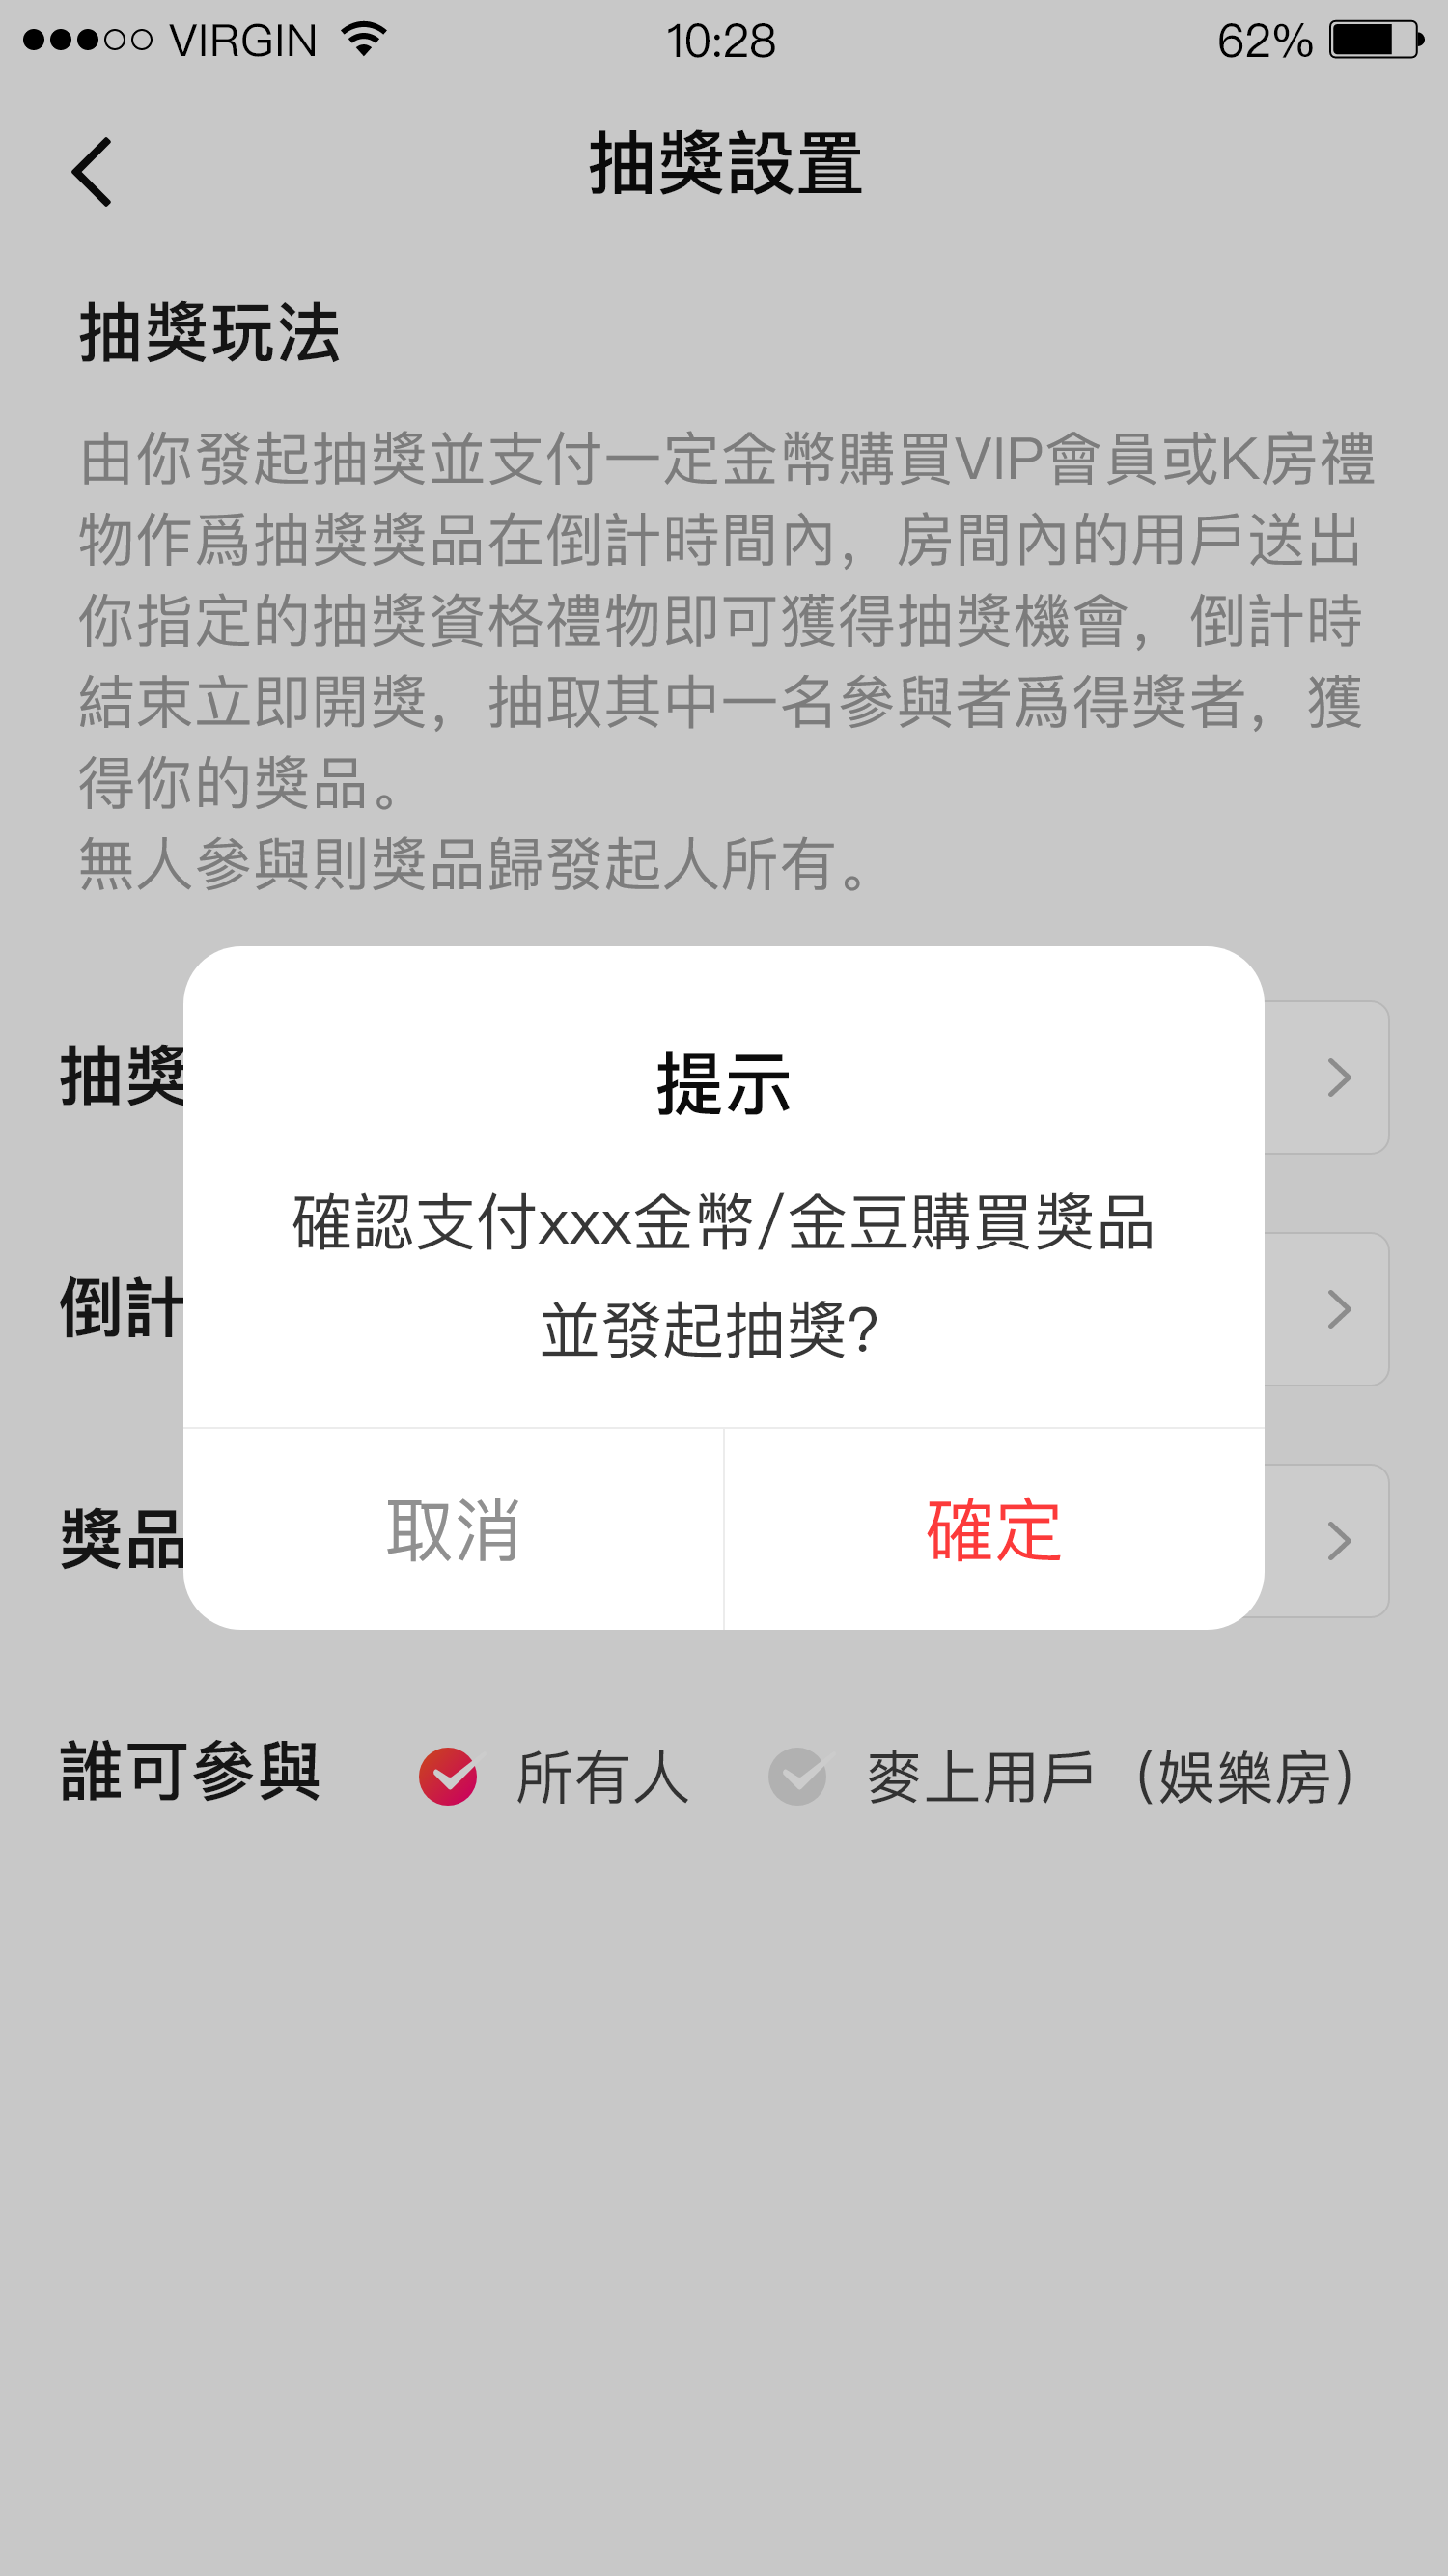 VIRGIN 10:28 62%
抽獎設置
抽獎玩法
由你發起抽獎並支付一定金幣購買VIP會員或K房禮
物作爲抽獎獎品在倒計時間內，房間內的用戶送出
你指定的抽獎資格禮物即可獲得抽獎機會，倒計時
結束立即開獎，抽取其中一名參與者爲得獎者，獲
得你的獎品。
無人參與則獎品歸發起人所有。
提示
確認支付xxx金幣/金豆購買獎品
並發起抽獎?
取消 確定
抽獎
倒計
獎品
誰可參與 所有人 麥上用戶（娛樂房）